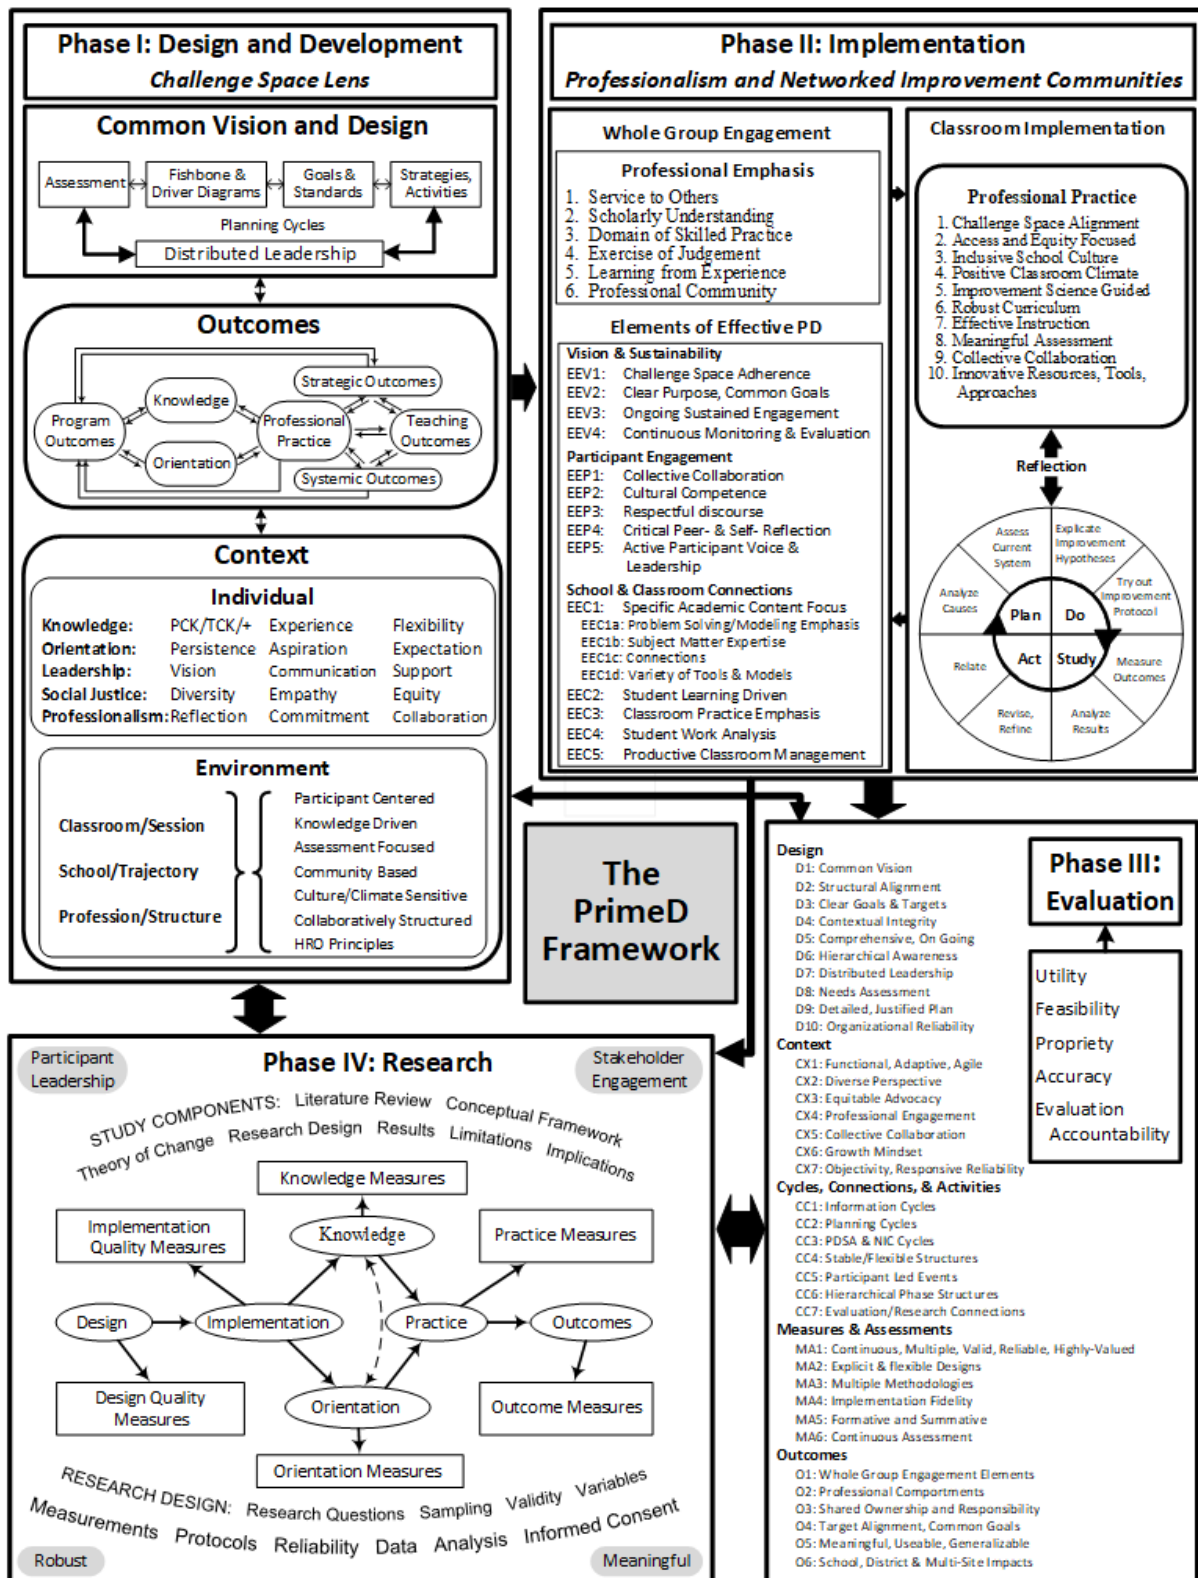 Phase I: Design and Development
Challenge Space Lens
Common Vision and Design
Assessment
Fishbone &
Driver Diagrams
Goals &
Standards
Strategies,
Activities
Planning Cycles
Distributed Leadership
Outcomes
Strategic Outcomes
Knowledge
Program
Outcomes
Professional
Practice
Teaching
Outcomes
Orientation
Systemic Outcomes
Context
Individual
Knowledge: PCK/TCK/+ Experience Flexibility
Orientation: Persistence Aspiration Expectation
Leadership: Vision Communication Support
Social Justice: Diversity Empathy Equity
Professionalism: Reflection Commitment Collaboration
Environment
Classroom/Session
School/Trajectory
Profession/Structure
Participant Centered
Knowledge Driven
Assessment Focused
Community Based
Culture/Climate Sensitive
Collaboratively Structured
HRO Principles
Phase II: Implementation
Professionalism and Networked Improvement Communities
Whole Group Engagement
Professional Emphasis
1. Service to Others
2. Scholarly Understanding
3. Domain of Skilled Practice
4. Exercise of Judgement
5. Learning from Experience
6. Professional Community
Elements of Effective PD
Vision & Sustainability
EEV1: Challenge Space Adherence
EEV2: Clear Purpose, Common Goals
EEV3: Ongoing Sustained Engagement
EEV4: Continuous Monitoring & Evaluation
Participant Engagement
EEP1: Collective Collaboration
EEP2: Cultural Competence
EEP3: Respectful discourse
EEP4: Critical Peer- & Self- Reflection
EEP5: Active Participant Voice &
Leadership
School & Classroom Connections
EEC1: Specific Academic Content Focus
EEC1a: Problem Solving/Modeling Emphasis
EEC1b: Subject Matter Expertise
EEC1c: Connections
EEC1d: Variety of Tools & Models
EEC2: Student Learning Driven
EEC3: Classroom Practice Emphasis
EEC4: Student Work Analysis
EEC5: Productive Classroom Management
Classroom Implementation
Professional Practice
1. Challenge Space Alignment
2. Access and Equity Focused
3. Inclusive School Culture
4. Positive Classroom Climate
5. Improvement Science Guided
6. Robust Curriculum
7. Effective Instruction
8. Meaningful Assessment
9. Collective Collaboration
10. Innovative Resources, Tools,
Approaches
Reflection
Assess
Current
System
Explicate
Improvement
Hypotheses
Analyze
Causes
Try out
Improvement
Protocol
Plan
Do
Act
Study
Relate
Measure
Outcomes
Revise,
Refine
Analyze
Results
The
PrimeD
Framework
Phase III:
Evaluation
Utility
Feasibility
Propriety
Accuracy
Evaluation
Accountability
Design
D1: Common Vision
D2: Structural Alignment
D3: Clear Goals & Targets
D4: Contextual Integrity
D5: Comprehensive, On Going
D6: Hierarchical Awareness
D7: Distributed Leadership
D8: Needs Assessment
D9: Detailed, Justified Plan
D10: Organizational Reliability
Context
CX1: Functional, Adaptive, Agile
CX2: Diverse Perspective
CX3: Equitable Advocacy
CX4: Professional Engagement
CX5: Collective Collaboration
CX6: Growth Mindset
CX7: Objectivity, Responsive Reliability
Cycles, Connections, & Activities
CC1: Information Cycles
CC2: Planning Cycles
CC3: PDSA & NIC Cycles
CC4: Stable/Flexible Structures
CC5: Participant Led Events
CC6: Hierarchical Phase Structures
CC7: Evaluation/Research Connections
Measures & Assessments
MA1: Continuous, Multiple, Valid, Reliable, Highly-Valued
MA2: Explicit & flexible Designs
MA3: Multiple Methodologies
MA4: Implementation Fidelity
MA5: Formative and Summative
MA6: Continuous Assessment
Outcomes
O1: Whole Group Engagement Elements
O2: Professional Comportments
O3: Shared Ownership and Responsibility
O4: Target Alignment, Common Goals
O5: Meaningful, Useable, Generalizable
O6: School, District & Multi-Site Impacts
Participant
Leadership
Phase IV: Research
Stakeholder
Engagement
STUDY COMPONENTS: Literature Review Conceptual Framework
Theory of Change Research Design Results Limitations Implications
Knowledge Measures
Implementation
Quality Measures
Knowledge
Practice Measures
Design
Implementation
Practice
Outcomes
Design Quality
Measures
Orientation
Outcome Measures
Orientation Measures
RESEARCH DESIGN: Research Questions Sampling Validity Variables
Measurements Protocols Reliability Data Analysis Informed Consent
Robust
Meaningful